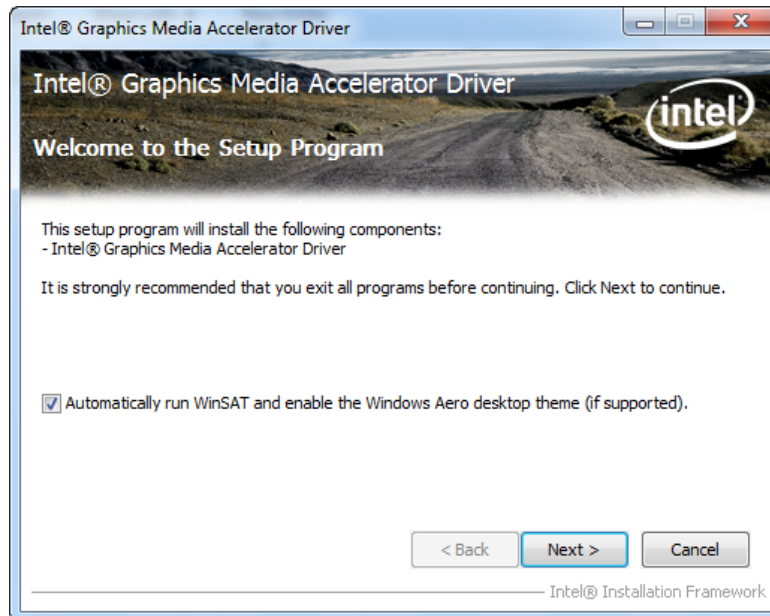 Intel® Graphics Media Accelerator Driver
Intel® Graphics Media Accelerator Driver
intel
Welcome to the Setup Program
This setup program will install the following components:
- Intel® Graphics Media Accelerator Driver
It is strongly recommended that you exit all programs before continuing. Click Next to continue.
Automatically run WinSAT and enable the Windows Aero desktop theme (if supported).
< Back Next > Cancel
Intel® Installation Framework